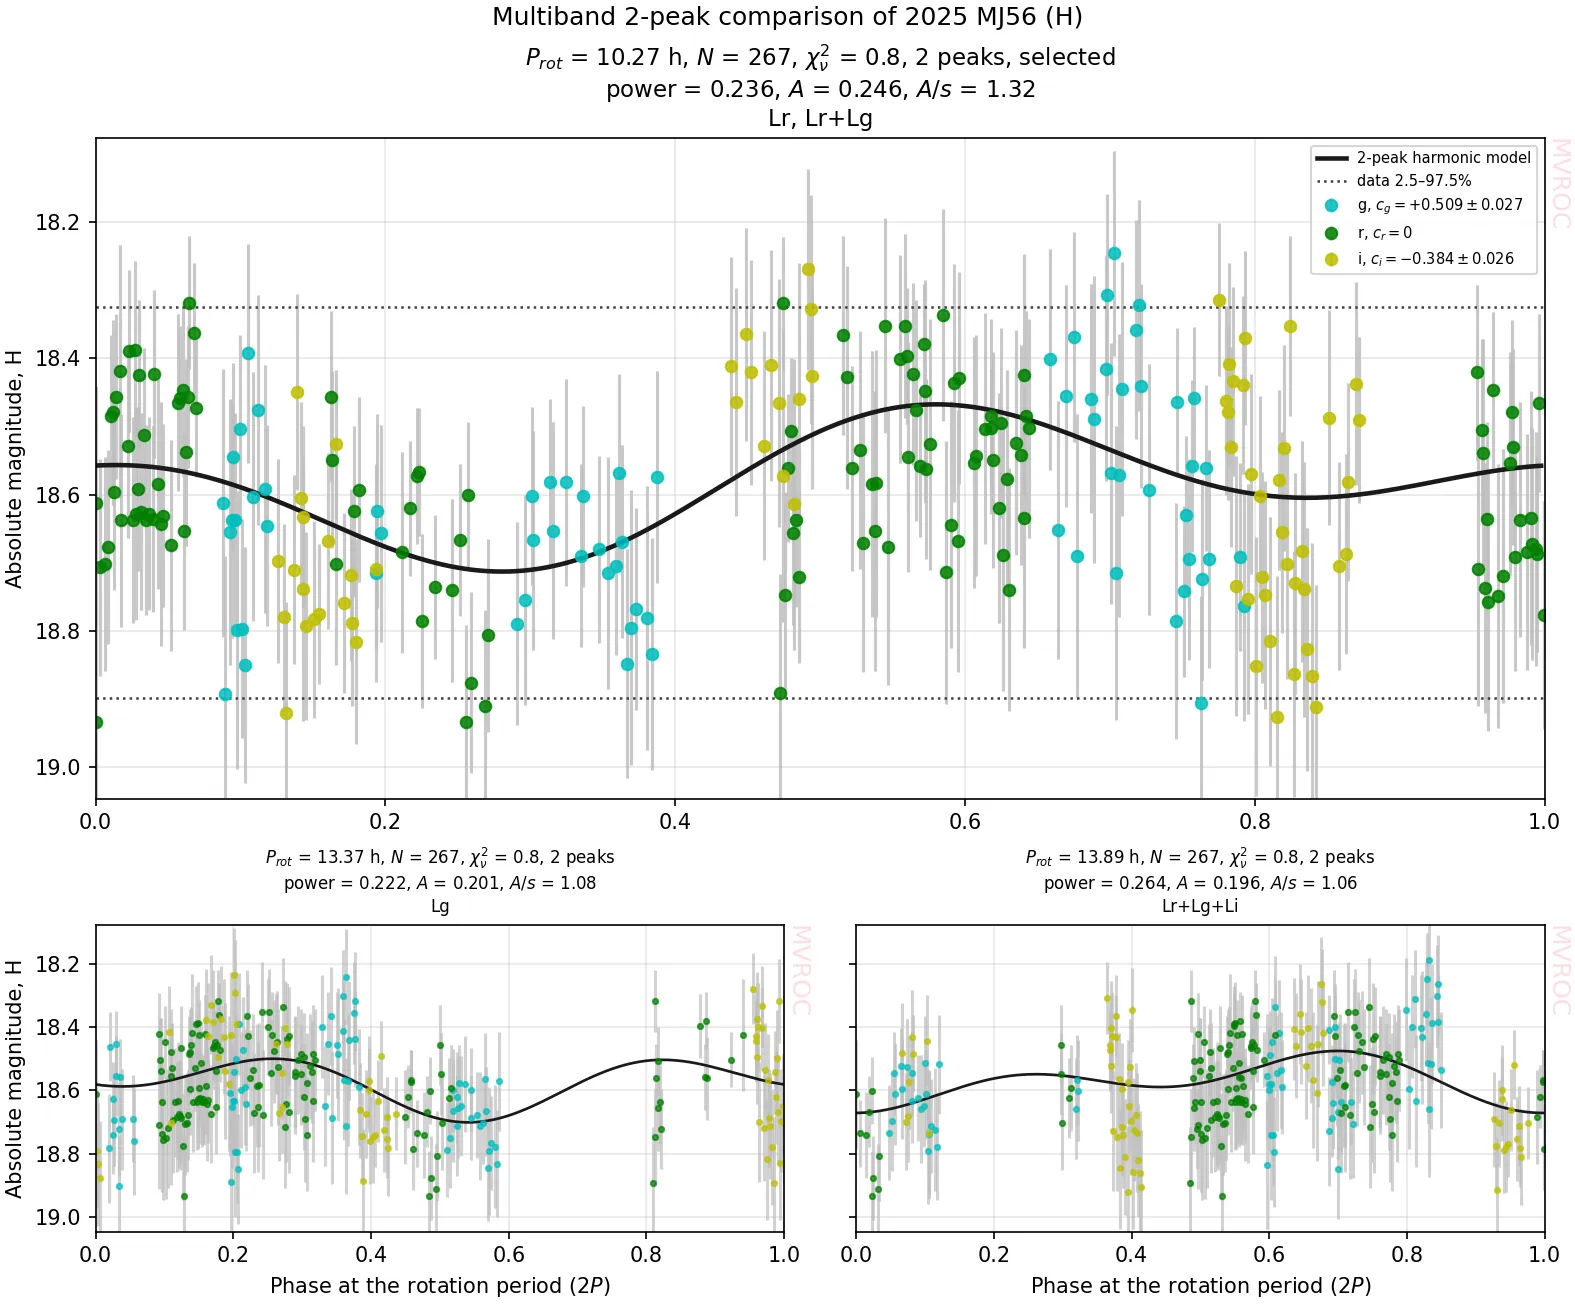 Multiband 2-peak comparison of 2025 MJ56 (H)
P_rot = 10.27 h, N = 267, χ²_ν = 0.8, 2 peaks, selected
power = 0.236, A = 0.246, A/s = 1.32
Lr, Lr+Lg
MVROC
2-peak harmonic model
data 2.5–97.5%
g, c_g = +0.509 ± 0.027
r, c_r = 0
i, c_i = −0.384 ± 0.026
Absolute magnitude, H
18.2
18.4
18.6
18.8
19.0
0.0 0.2 0.4 0.6 0.8 1.0
P_rot = 13.37 h, N = 267, χ²_ν = 0.8, 2 peaks
power = 0.222, A = 0.201, A/s = 1.08
Lg
MVROC
Absolute magnitude, H
18.2
18.4
18.6
18.8
19.0
0.0 0.2 0.4 0.6 0.8 1.0
Phase at the rotation period (2P)
P_rot = 13.89 h, N = 267, χ²_ν = 0.8, 2 peaks
power = 0.264, A = 0.196, A/s = 1.06
Lr+Lg+Li
MVROC
0.0 0.2 0.4 0.6 0.8 1.0
Phase at the rotation period (2P)